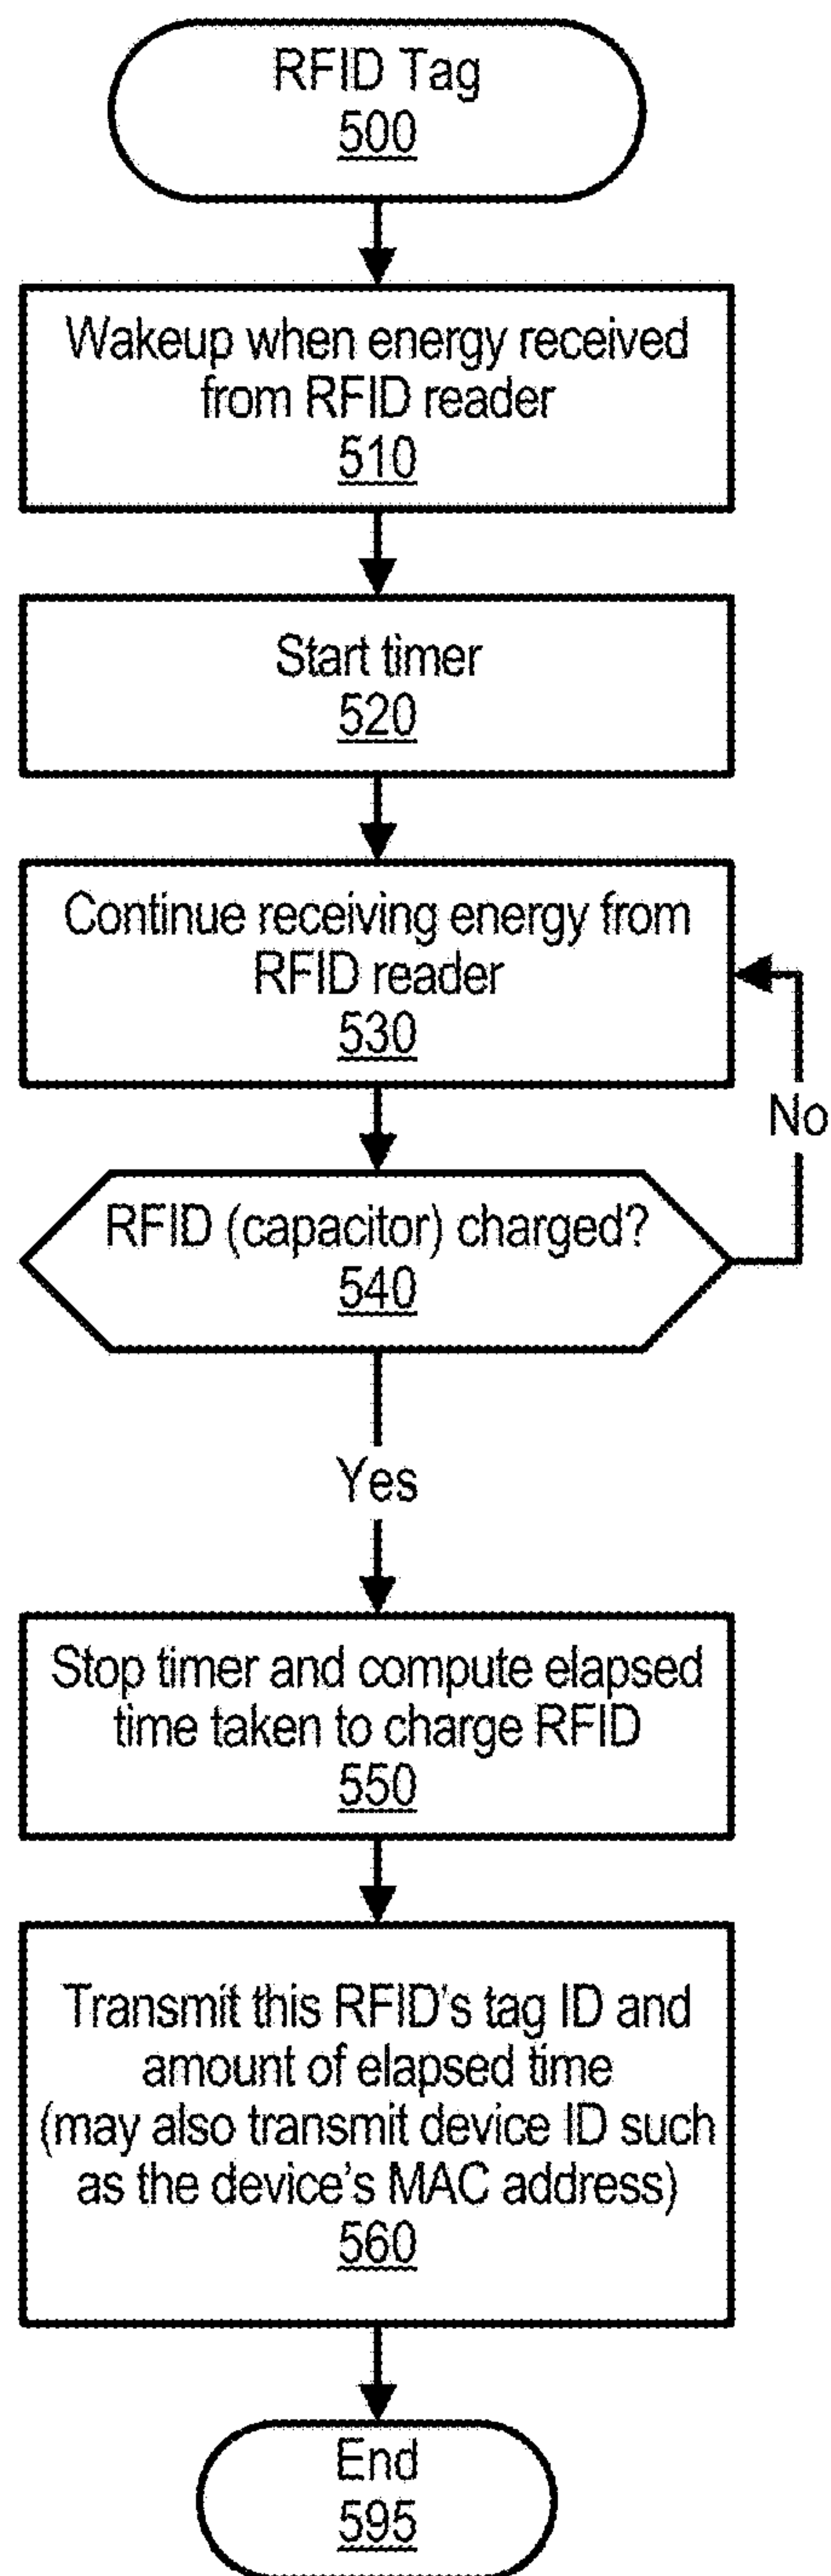 RFID Tag
500
Wakeup when energy received
from RFID reader
510
Start timer
520
Continue receiving energy from
RFID reader
530
No
RFID (capacitor) charged?
540
Yes
Stop timer and compute elapsed
time taken to charge RFID
550
Transmit this RFID's tag ID and
amount of elapsed time
(may also transmit device ID such
as the device's MAC address)
560
End
595